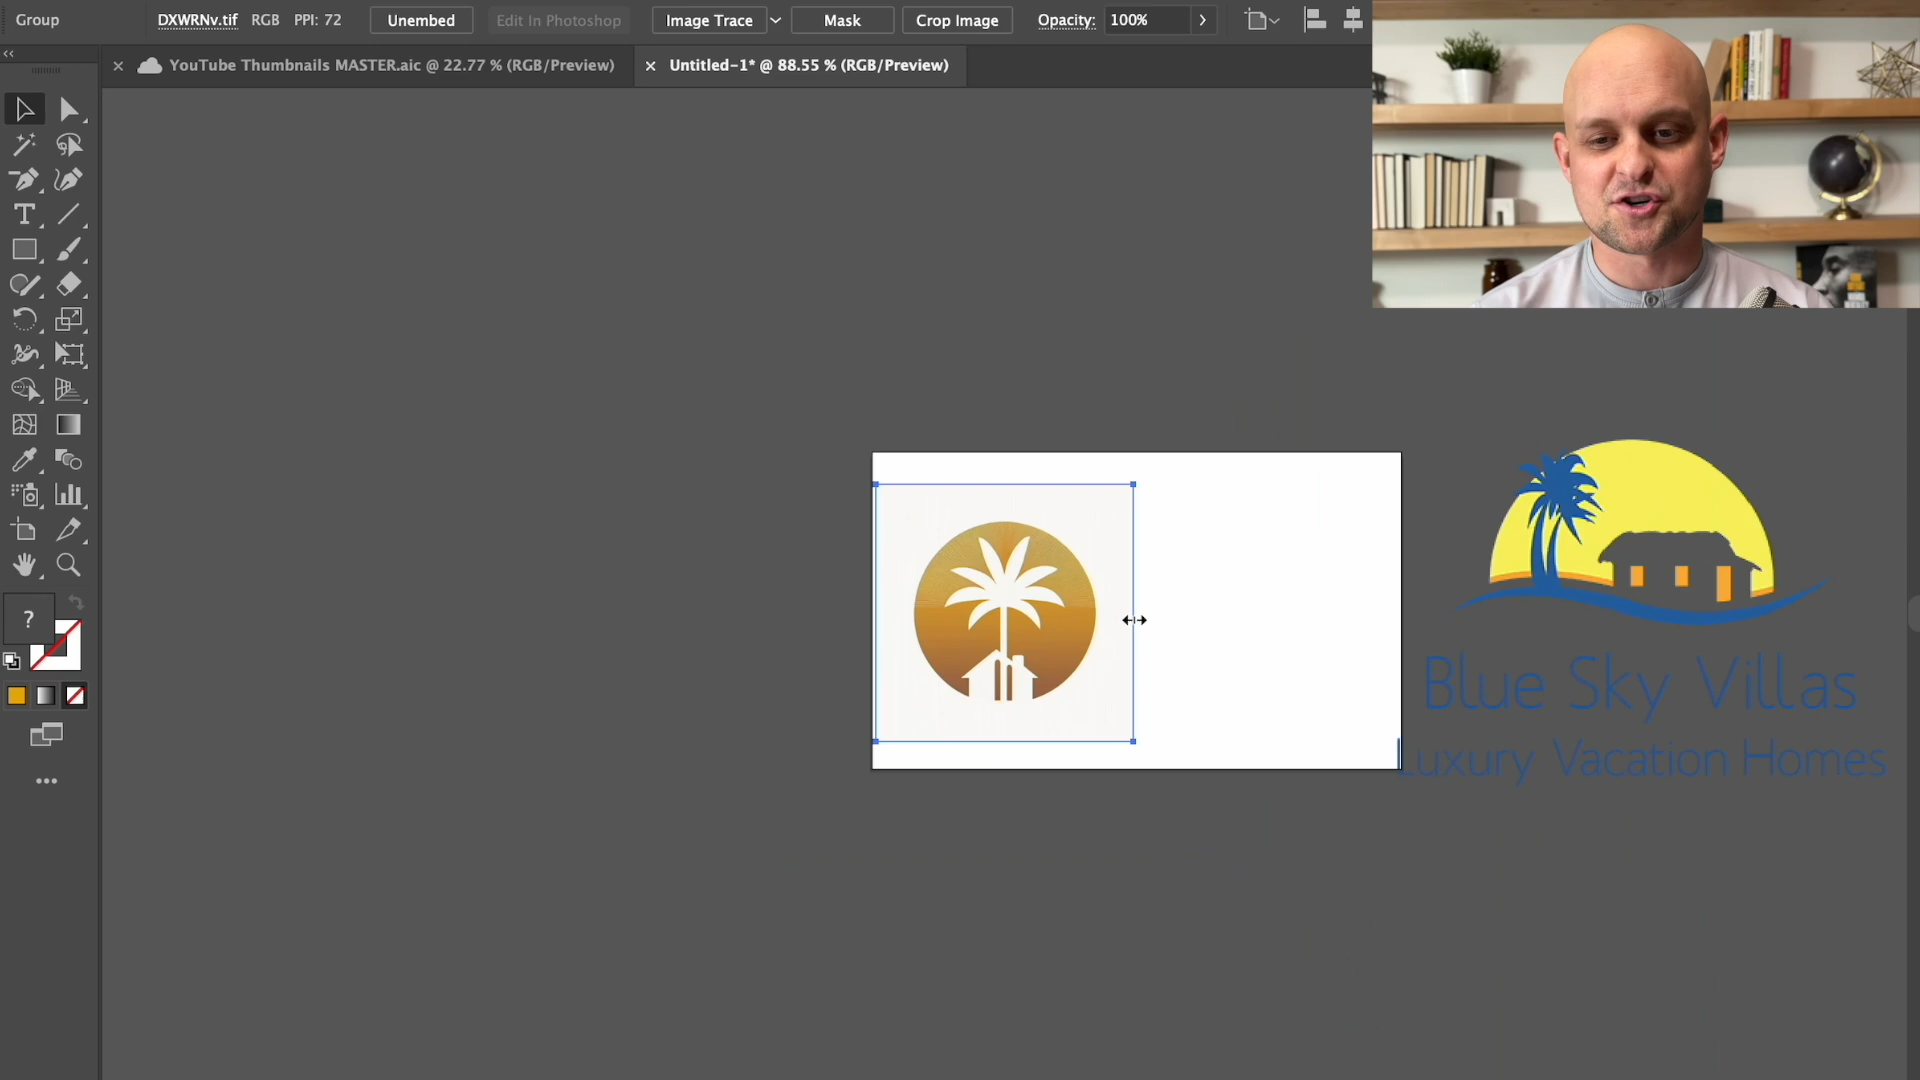 Group
DXWRNv.tif RGB PPI: 72 Unembed Edit In Photoshop Image Trace Mask Crop Image Opacity: 100%
YouTube Thumbnails MASTER.aic @ 22.77 % (RGB/Preview) Untitled-1* @ 88.55 % (RGB/Preview)
T
?
Blue Sky Villas
Luxury Vacation Homes